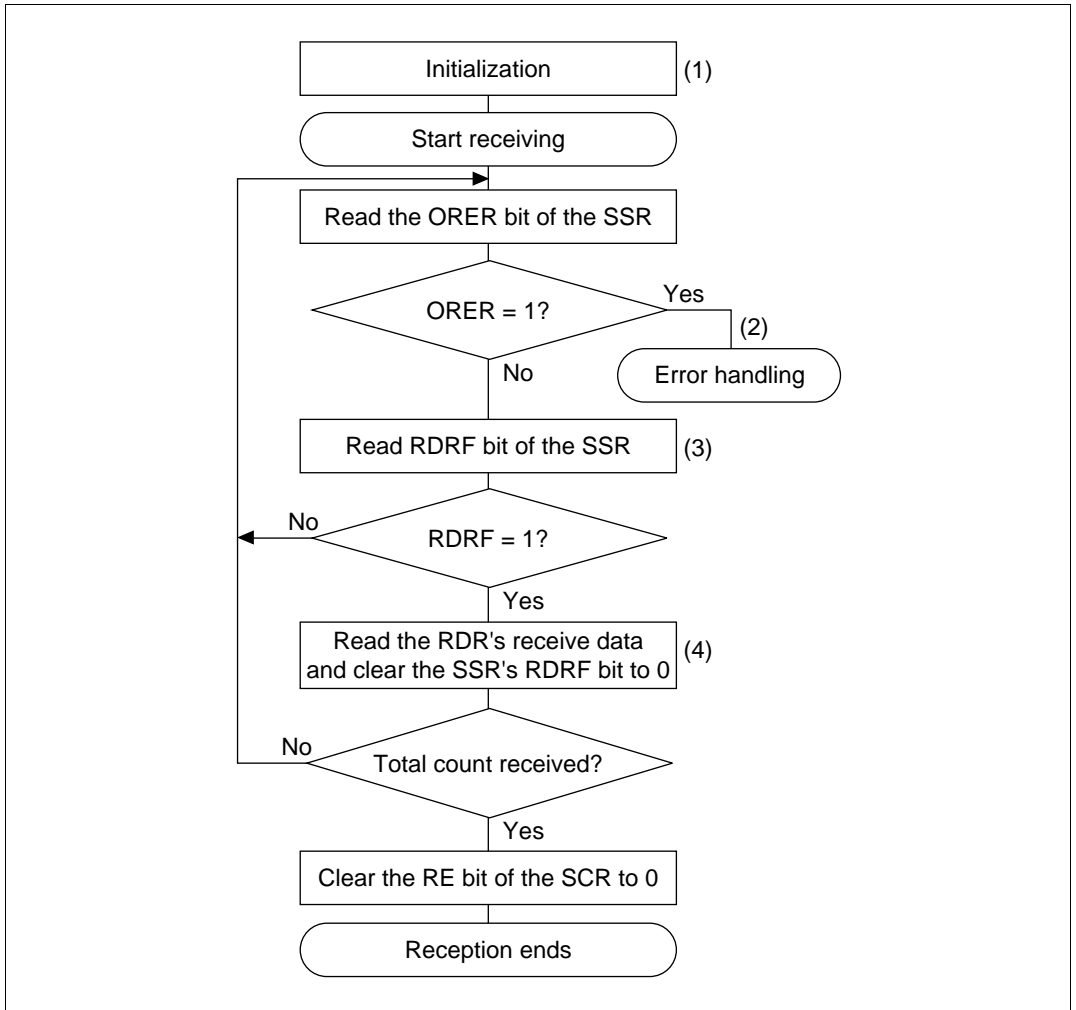 Initialization
(1)
Start receiving
Read the ORER bit of the SSR
ORER = 1?
Yes
(2)
Error handling
No
Read RDRF bit of the SSR
(3)
No
RDRF = 1?
Yes
Read the RDR's receive data
and clear the SSR's RDRF bit to 0
(4)
No
Total count received?
Yes
Clear the RE bit of the SCR to 0
Reception ends